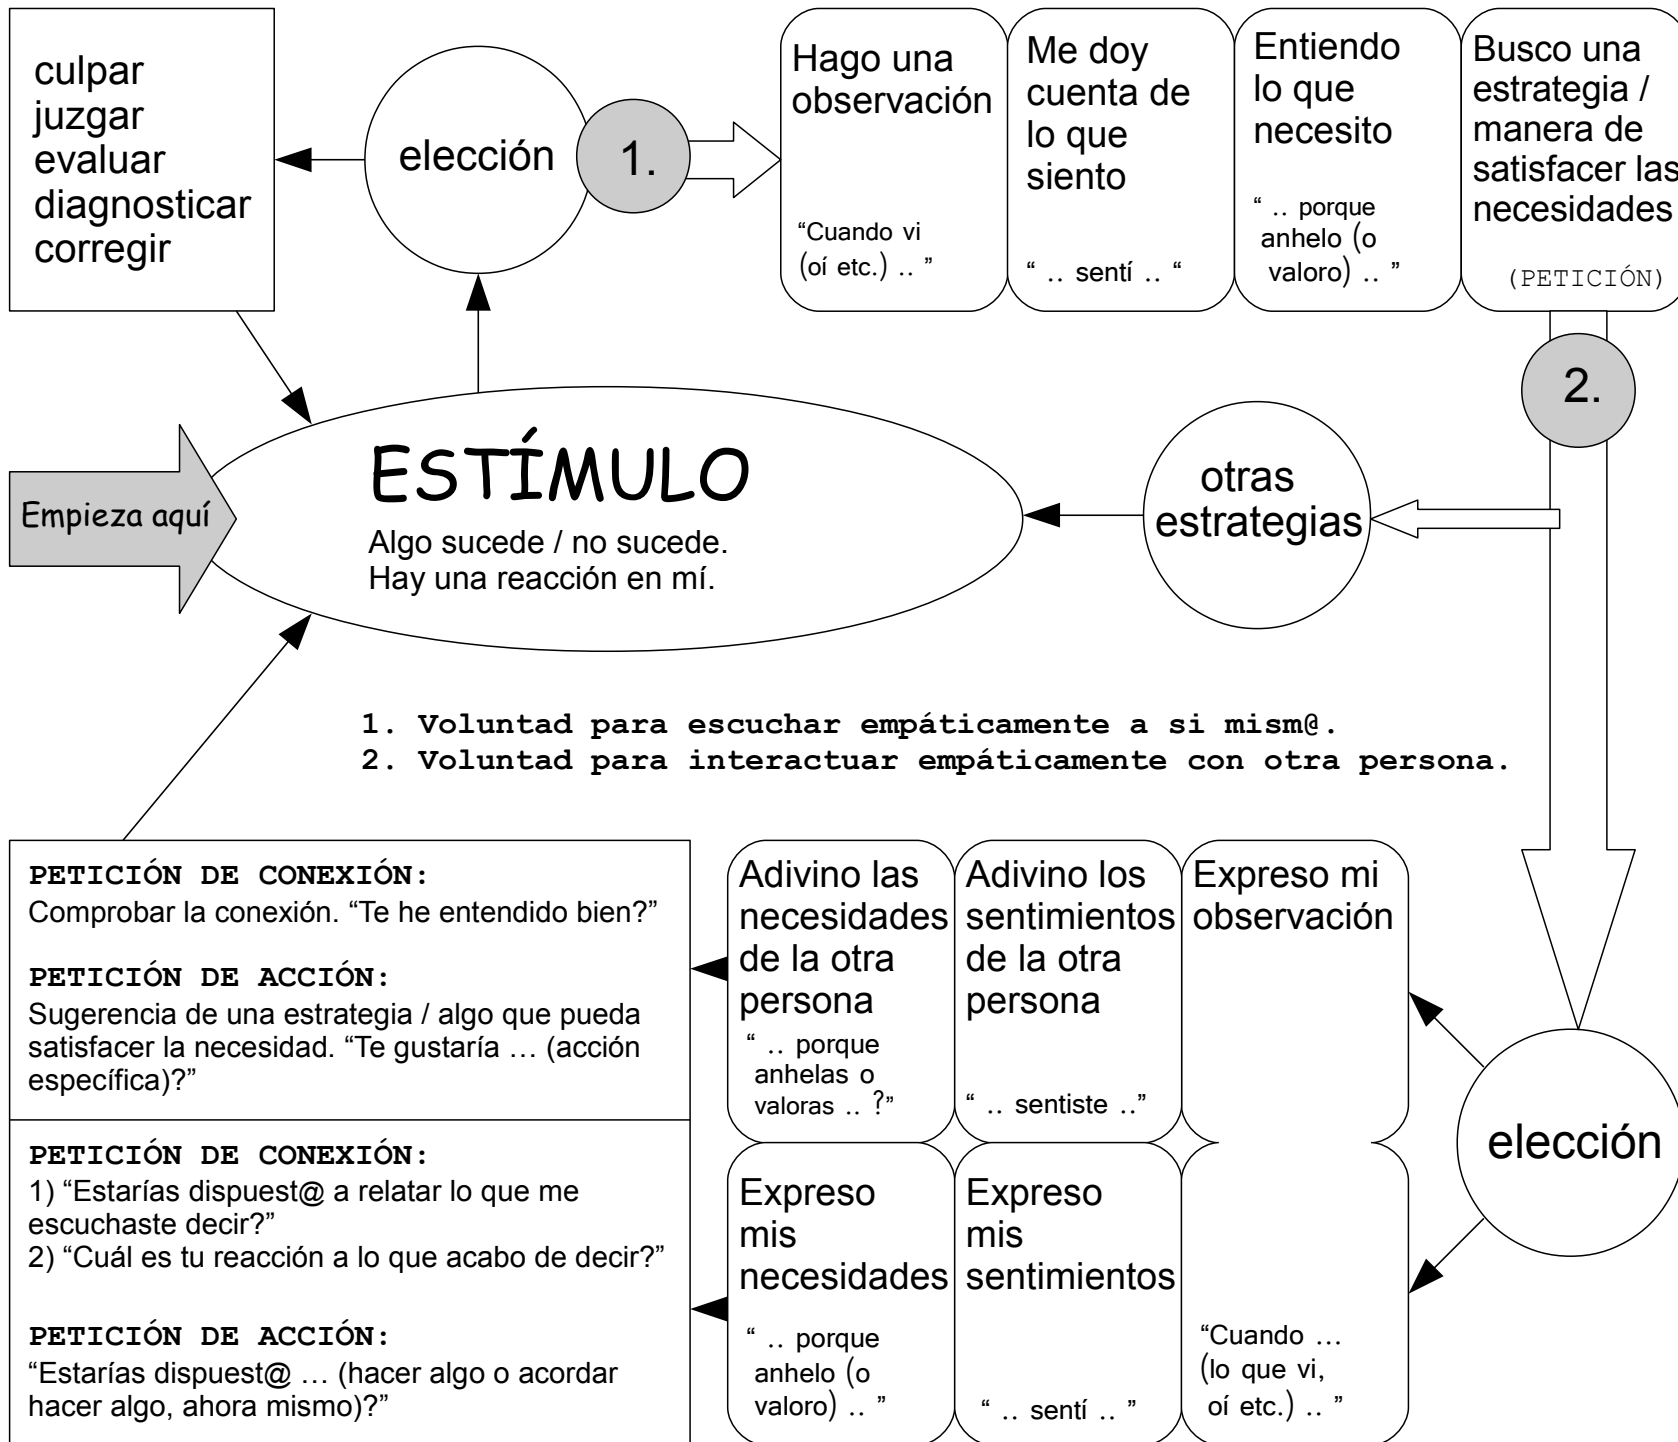 culpar
juzgar
evaluar
diagnosticar
corregir
elección
1.
Hago una
observación
“Cuando vi
(oí etc.) .. ”
Me doy
cuenta de
lo que
siento
“ .. sentí .. “
Entiendo
lo que
necesito
“ .. porque
anhelo (o
valoro) .. ”
Busco una
estrategia /
manera de
satisfacer las
necesidades
(PETICIÓN)
2.
Empieza aquí
ESTÍMULO
Algo sucede / no sucede.
Hay una reacción en mí.
otras
estrategias
1. Voluntad para escuchar empáticamente a si mism@.
2. Voluntad para interactuar empáticamente con otra persona.
PETICIÓN DE CONEXIÓN:
Comprobar la conexión. “Te he entendido bien?”
PETICIÓN DE ACCIÓN:
Sugerencia de una estrategia / algo que pueda
satisfacer la necesidad. “Te gustaría … (acción
específica)?”
PETICIÓN DE CONEXIÓN:
1) “Estarías dispuest@ a relatar lo que me
escuchaste decir?”
2) “Cuál es tu reacción a lo que acabo de decir?”
PETICIÓN DE ACCIÓN:
“Estarías dispuest@ … (hacer algo o acordar
hacer algo, ahora mismo)?”
Adivino las
necesidades
de la otra
persona
“ .. porque
anhelas o
valoras .. ?”
Adivino los
sentimientos
de la otra
persona
“ .. sentiste ..”
Expreso mi
observación
Expreso
mis
necesidades
“ .. porque
anhelo (o
valoro) .. ”
Expreso
mis
sentimientos
“ .. sentí .. ”
“Cuando …
(lo que vi,
oí etc.) .. ”
elección